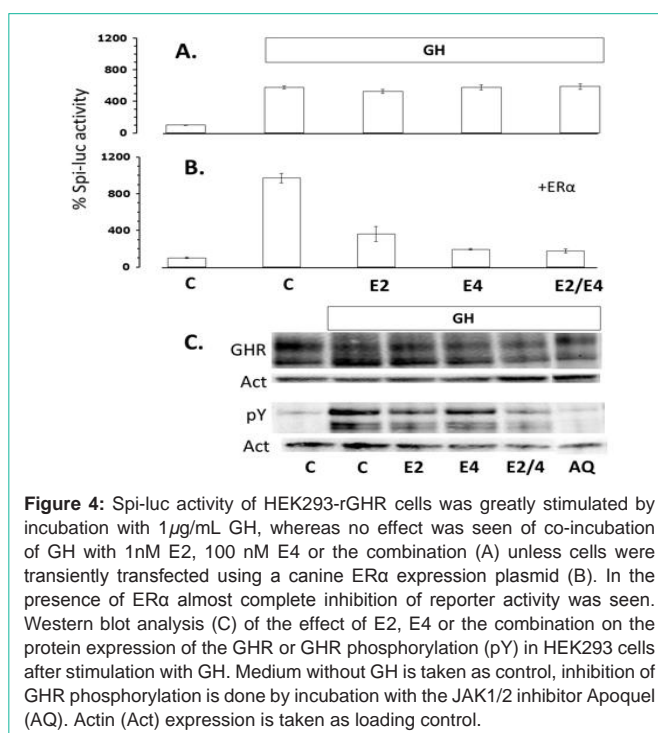 A.
GH
1200
800
400
0
% Spi-luc activity
B.
+ERα
1200
800
400
0
C C E2 E4 E2/E4
GH
C.
GHR
Act
pY
Act
C C E2 E4 E2/4 AQ
Figure 4: Spi-luc activity of HEK293-rGHR cells was greatly stimulated by
incubation with 1µg/mL GH, whereas no effect was seen of co-incubation
of GH with 1nM E2, 100 nM E4 or the combination (A) unless cells were
transiently transfected using a canine ERα expression plasmid (B). In the
presence of ERα almost complete inhibition of reporter activity was seen.
Western blot analysis (C) of the effect of E2, E4 or the combination on the
protein expression of the GHR or GHR phosphorylation (pY) in HEK293 cells
after stimulation with GH. Medium without GH is taken as control, inhibition of
GHR phosphorylation is done by incubation with the JAK1/2 inhibitor Apoquel
(AQ). Actin (Act) expression is taken as loading control.